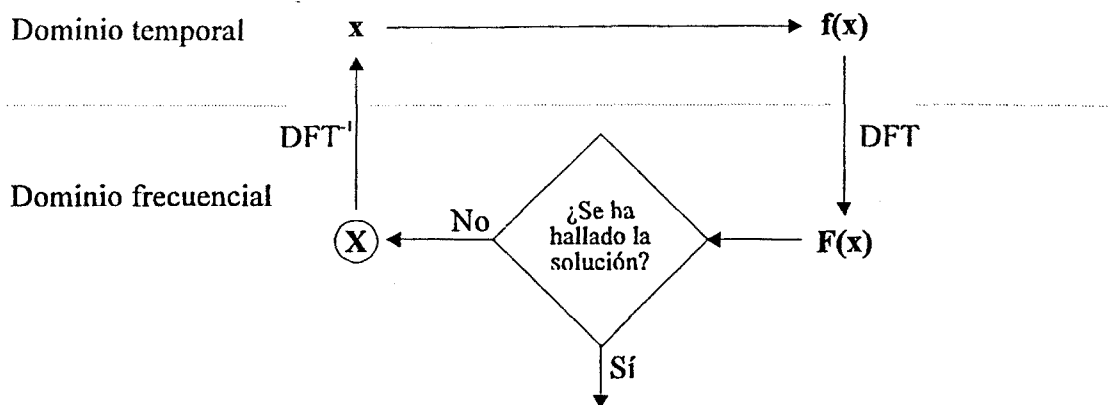 Dominio temporal
x
f(x)
DFT⁻¹
DFT
Dominio frecuencial
X
No
¿Se ha
hallado la
solución?
F(x)
Sí